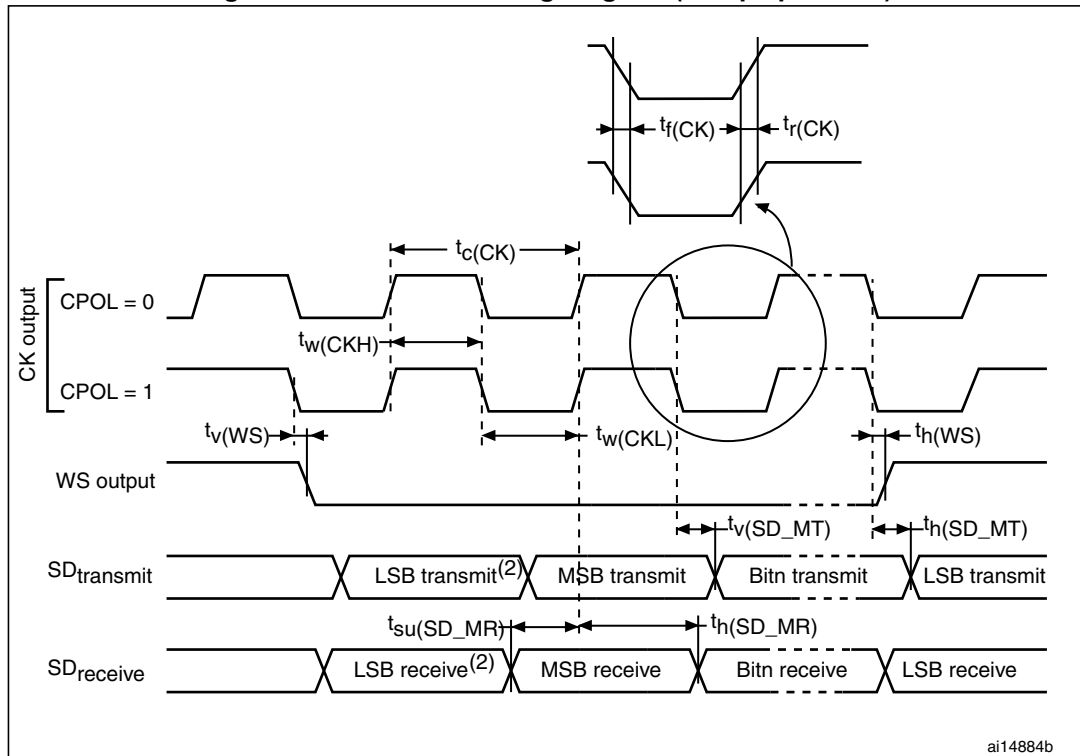 tf(CK)
tr(CK)
tc(CK)
CK output
CPOL = 0
tw(CKH)
CPOL = 1
tv(WS)
tw(CKL)
th(WS)
WS output
tv(SD_MT)
th(SD_MT)
SDtransmit
LSB transmit(2)
MSB transmit
Bitn transmit
LSB transmit
tsu(SD_MR)
th(SD_MR)
SDreceive
LSB receive(2)
MSB receive
Bitn receive
LSB receive
ai14884b